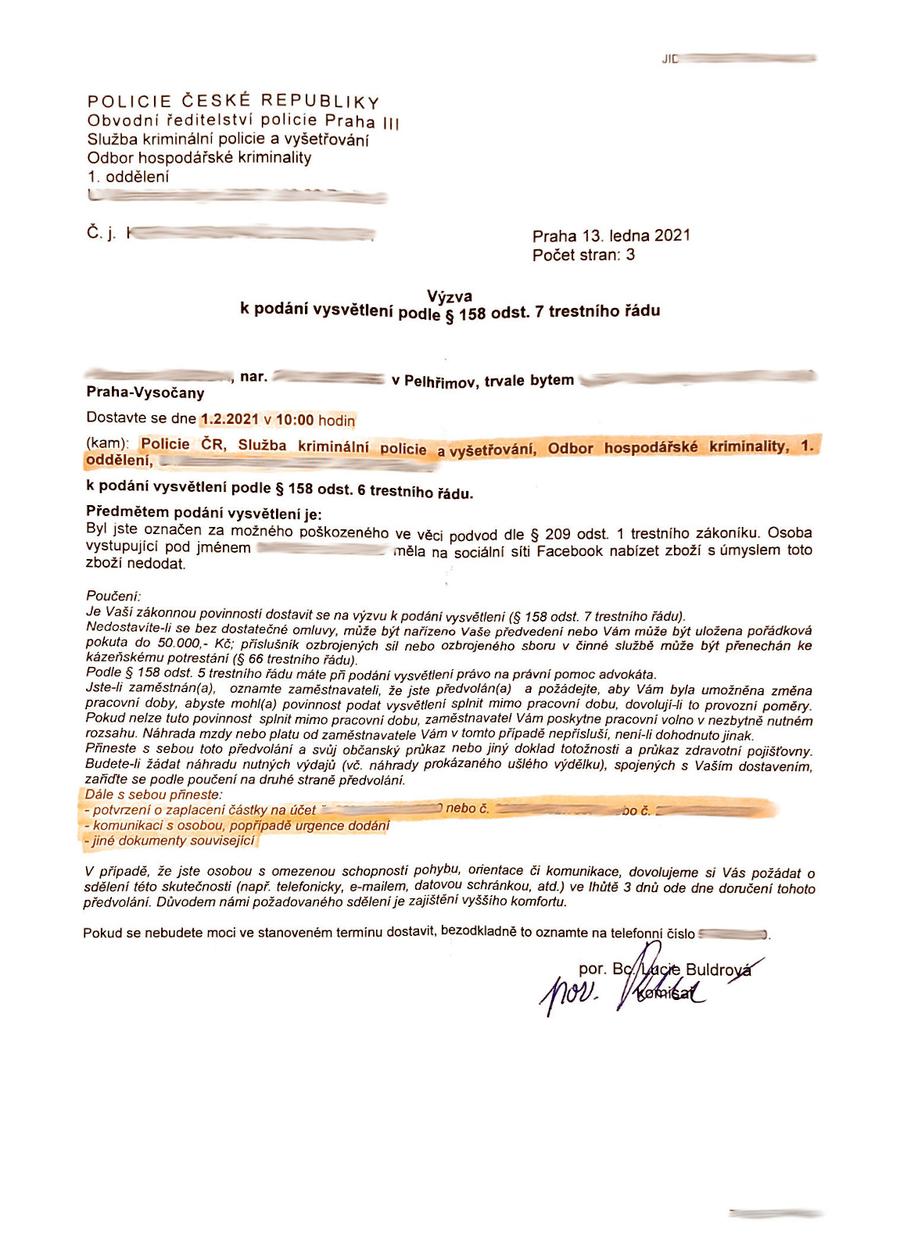 JID
POLICIE ČESKÉ REPUBLIKY
Obvodní ředitelství policie Praha III
Služba kriminální policie a vyšetřování
Odbor hospodářské kriminality
1. oddělení
Č. j.
Praha 13. ledna 2021
Počet stran: 3
Výzva
k podání vysvětlení podle § 158 odst. 7 trestního řádu
, nar. v Pelhřimov, trvale bytem
Praha-Vysočany
Dostavte se dne 1.2.2021 v 10:00 hodin
(kam): Policie ČR, Služba kriminální policie a vyšetřování, Odbor hospodářské kriminality, 1.
oddělení,
k podání vysvětlení podle § 158 odst. 6 trestního řádu.
Předmětem podání vysvětlení je:
Byl jste označen za možného poškozeného ve věci podvod dle § 209 odst. 1 trestního zákoníku. Osoba
vystupující pod jménem měla na sociální síti Facebook nabízet zboží s úmyslem toto
zboží nedodat.
Poučení:
Je Vaší zákonnou povinností dostavit se na výzvu k podání vysvětlení (§ 158 odst. 7 trestního řádu).
Nedostavíte-li se bez dostatečné omluvy, může být nařízeno Vaše předvedení nebo Vám může být uložena pořádková
pokuta do 50.000,- Kč; příslušník ozbrojených sil nebo ozbrojeného sboru v činné službě může být přenechán ke
kázeňskému potrestání (§ 66 trestního řádu).
Podle § 158 odst. 5 trestního řádu máte při podání vysvětlení právo na právní pomoc advokáta.
Jste-li zaměstnán(a), oznamte zaměstnavateli, že jste předvolán(a) a požádejte, aby Vám byla umožněna změna
pracovní doby, abyste mohl(a) povinnost podat vysvětlení splnit mimo pracovní dobu, dovolují-li to provozní poměry.
Pokud nelze tuto povinnost splnit mimo pracovní dobu, zaměstnavatel Vám poskytne pracovní volno v nezbytně nutném
rozsahu. Náhrada mzdy nebo platu od zaměstnavatele Vám v tomto případě nepřísluší, není-li dohodnuto jinak.
Přineste s sebou toto předvolání a svůj občanský průkaz nebo jiný doklad totožnosti a průkaz zdravotní pojišťovny.
Budete-li žádat náhradu nutných výdajů (vč. náhrady prokázaného ušlého výdělku), spojených s Vaším dostavením,
zařiďte se podle poučení na druhé straně předvolání.
Dále s sebou přineste:
- potvrzení o zaplacení částky na účet nebo č. bo č.
- komunikaci s osobou, popřípadě urgence dodání
- jiné dokumenty související
V případě, že jste osobou s omezenou schopností pohybu, orientace či komunikace, dovolujeme si Vás požádat o
sdělení této skutečnosti (např. telefonicky, e-mailem, datovou schránkou, atd.) ve lhůtě 3 dnů ode dne doručení tohoto
předvolání. Důvodem námi požadovaného sdělení je zajištění vyššího komfortu.
Pokud se nebudete moci ve stanoveném termínu dostavit, bezodkladně to oznamte na telefonní číslo .
por. Bc. Lucie Buldrová
pov.
komisař